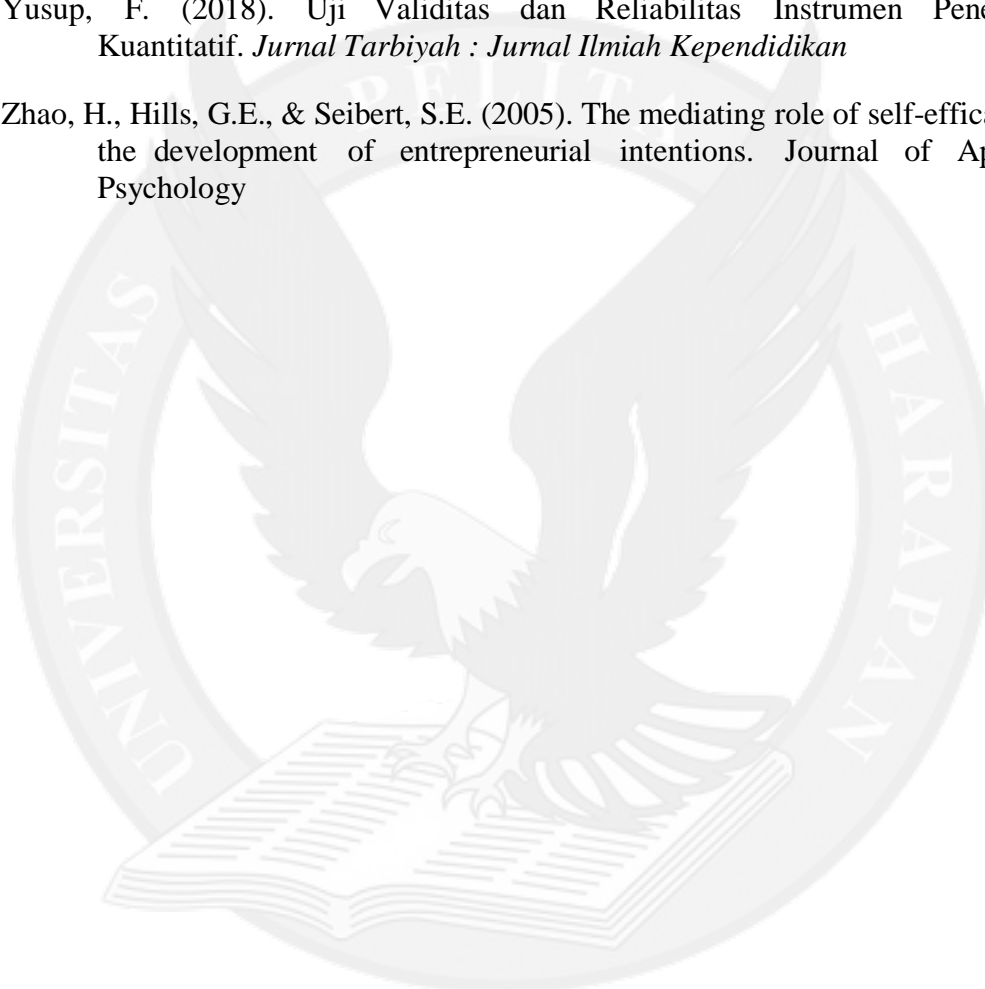 Yusup, F. (2018). Uji Validitas dan Reliabilitas Instrumen Pene
Kuantitatif. Jurnal Tarbiyah : Jurnal Ilmiah Kependidikan
Zhao, H., Hills, G.E., & Seibert, S.E. (2005). The mediating role of self-effica
the development of entrepreneurial intentions. Journal of Ap
Psychology
UNIVERSITAS PELITA HARAPAN